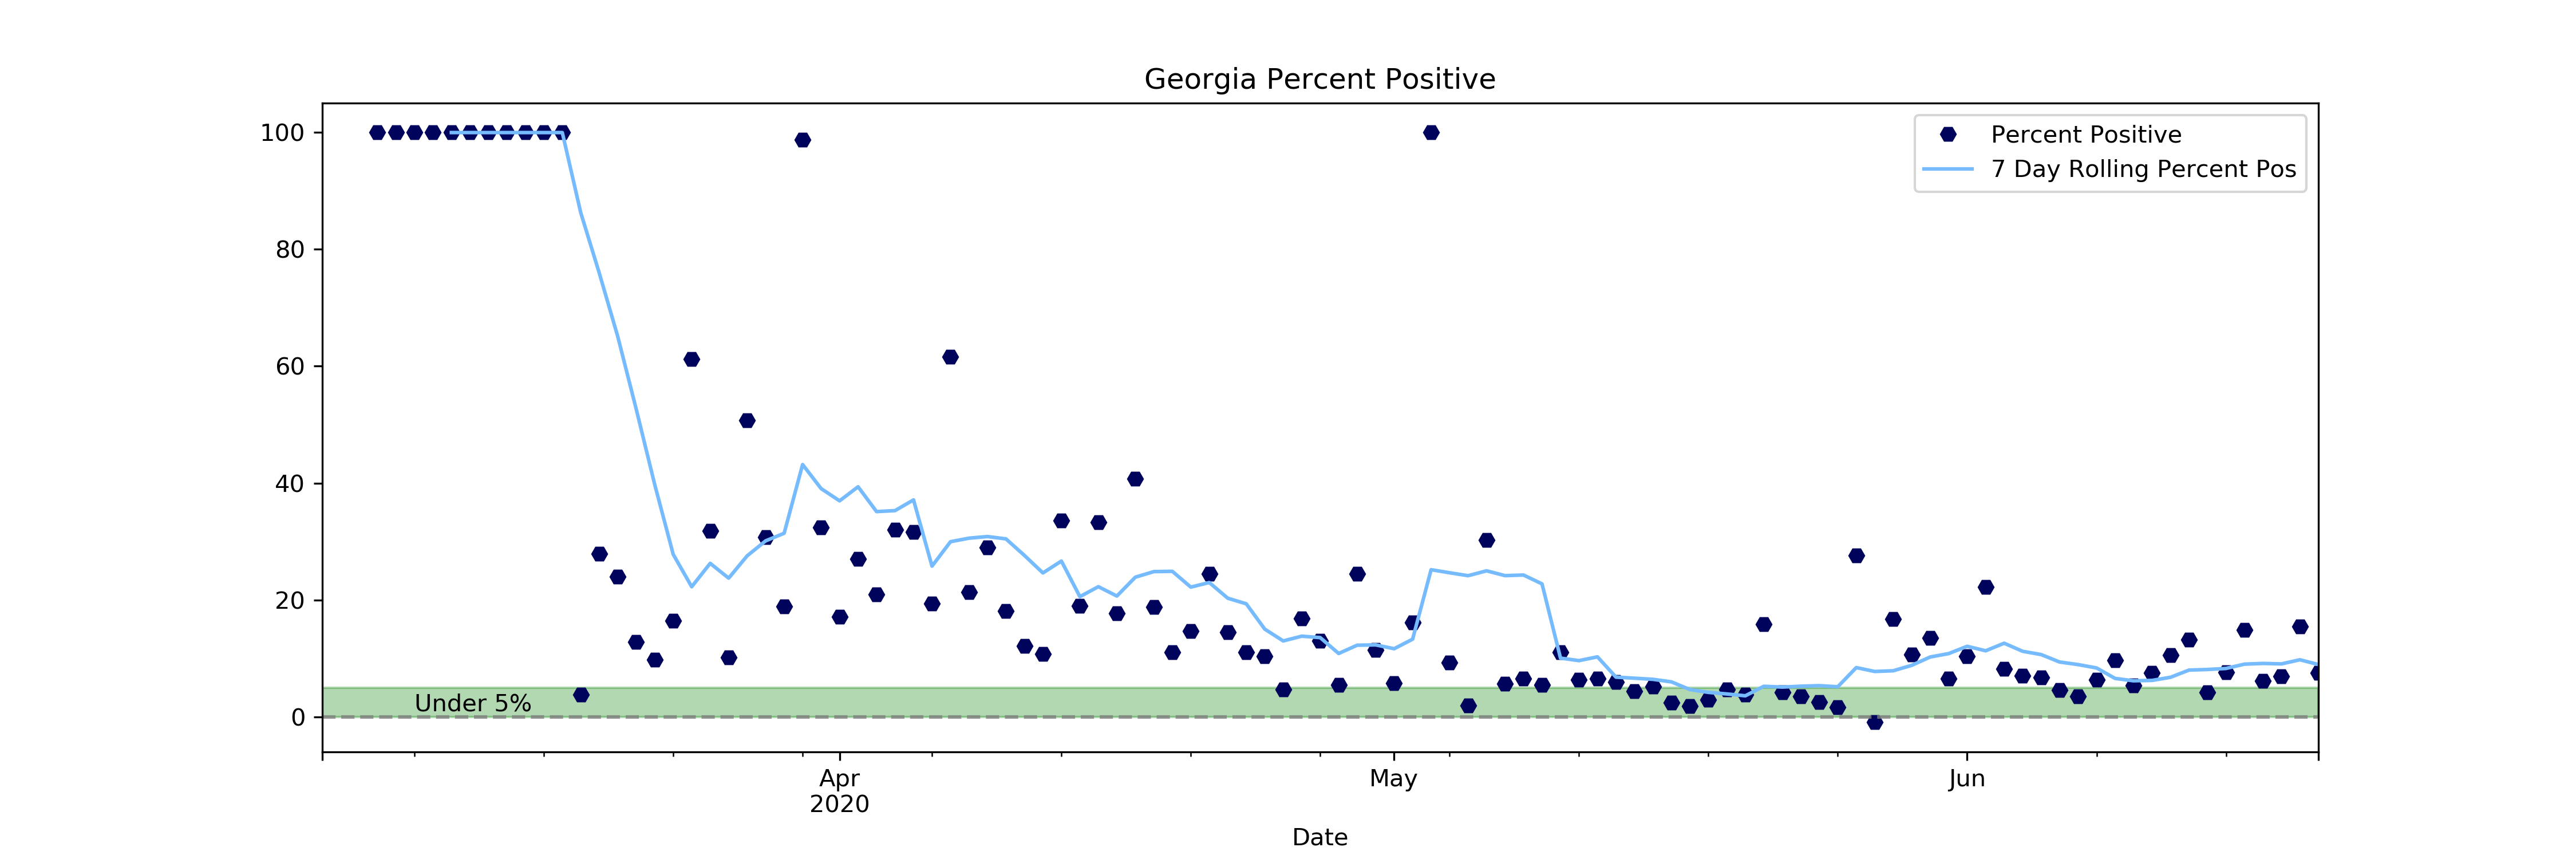 Georgia Percent Positive
100
80
60
40
20
0
Percent Positive
7 Day Rolling Percent Pos
Under 5%
Apr
2020
May
Jun
Date